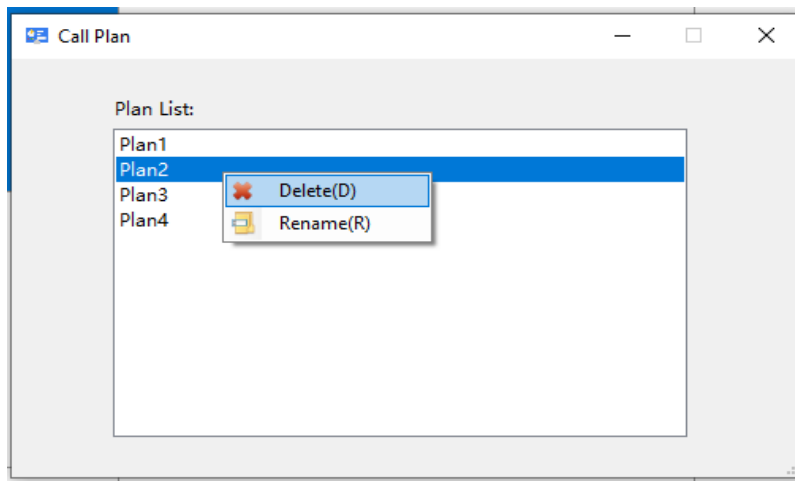 Call Plan
Plan List:
Plan1
Plan2
Delete(D)
Plan3
Rename(R)
Plan4